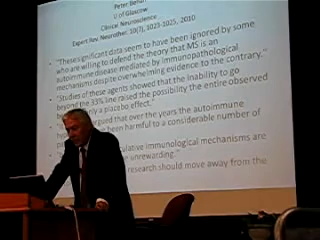 Peter Behan
U of Glascow
Clinical Neuroscience
Expert Rev. Neurother. 10(7), 1023-1025, 2010
• "These significant data seem to have been ignored by some
who are willing to defend the theory that MS is an
autoimmune disease mediated by immunopathological
mechanisms despite overwhelming evidence to the contrary."
• "Studies of these agents showed that the inability to go
beyond the 33% line raised the possibility the entire observed
only a placebo effect."
argued that over the years the autoimmune
been harmful to a considerable number of
ulative immunological mechanisms are
unrewarding."
research should move away from the